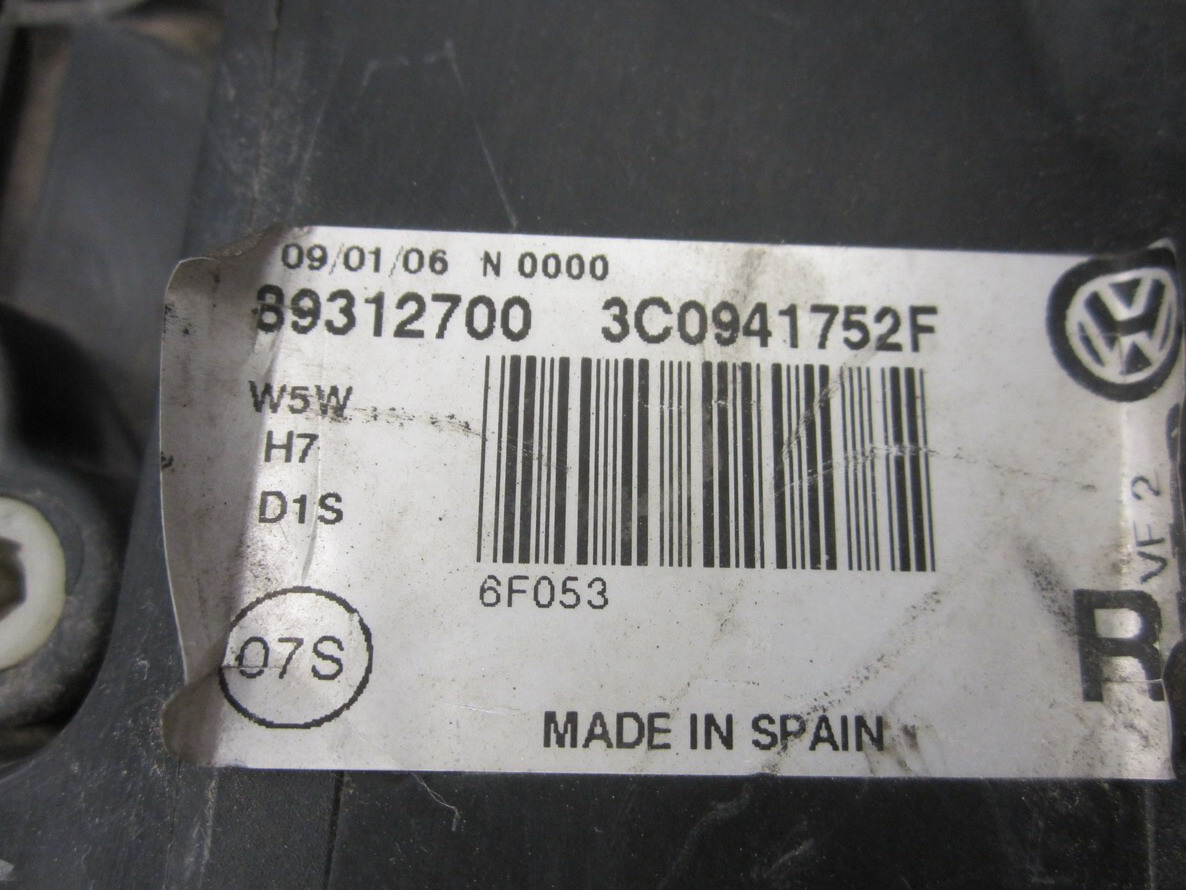 09/01/06 N 0000
89312700 3C0941752F
W5W
H7
D1S
6F053
07S
VF 2
R
MADE IN SPAIN